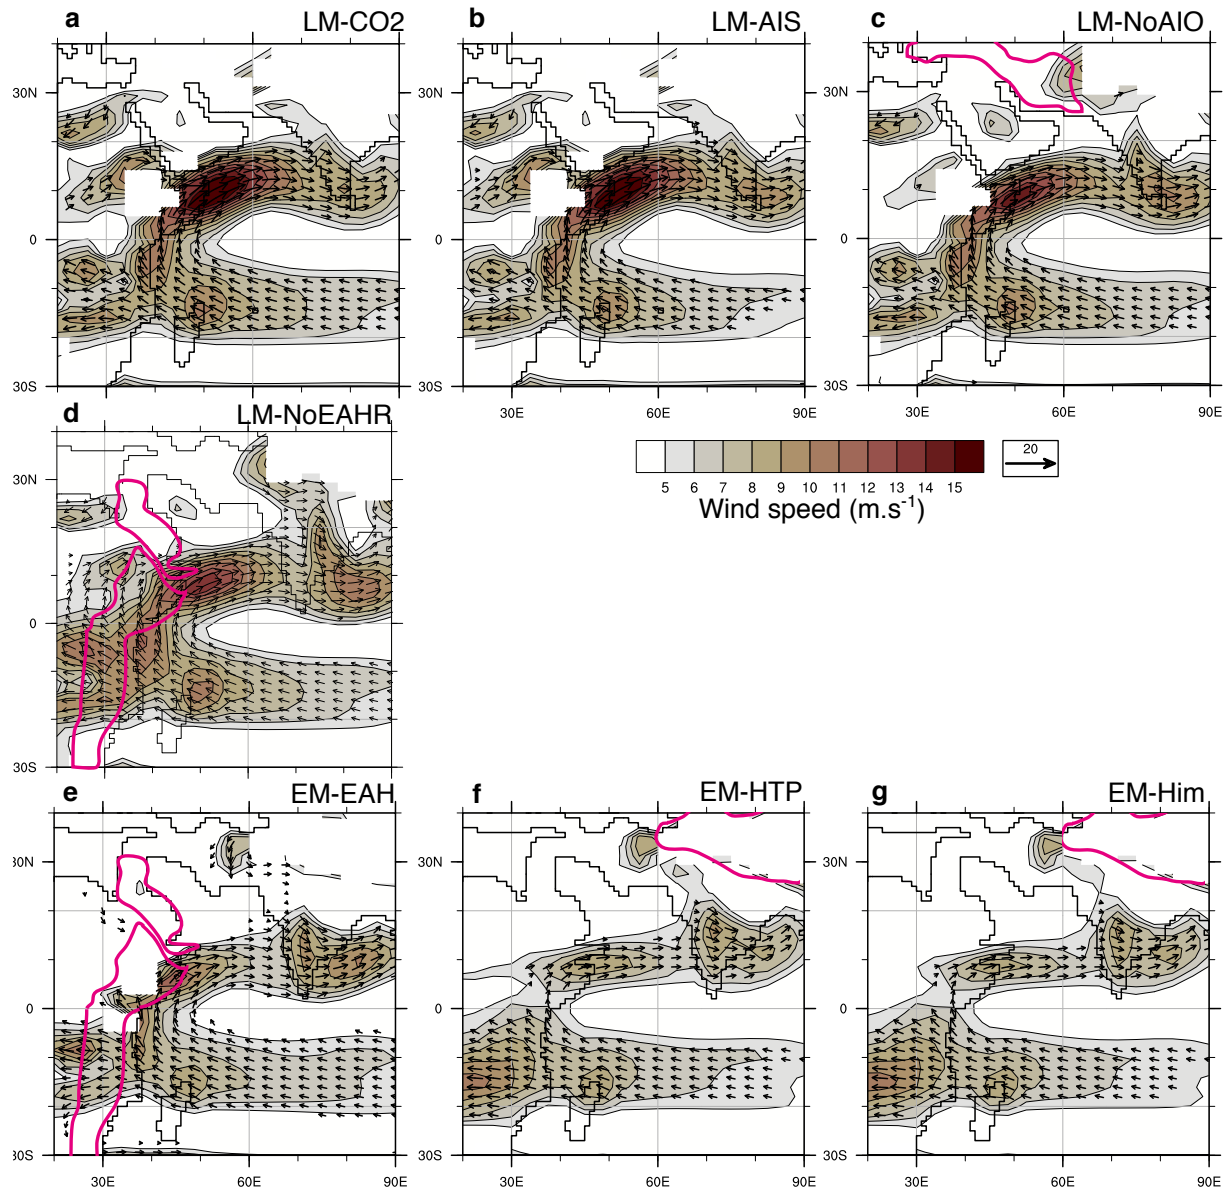 a LM-CO2
b LM-AIS
c LM-NoAIO
30N
0
30S
30N
0
30S
30N
0
30S
30E 60E 90E
30E 60E 90E
d LM-NoEAHR
30N
0
30S
5 6 7 8 9 10 11 12 13 14 15
Wind speed (m.s-1)
20
e EM-EAH
f EM-HTP
g EM-Him
30N
0
30S
30N
0
30S
30N
0
30S
30E 60E 90E
30E 60E 90E
30E 60E 90E